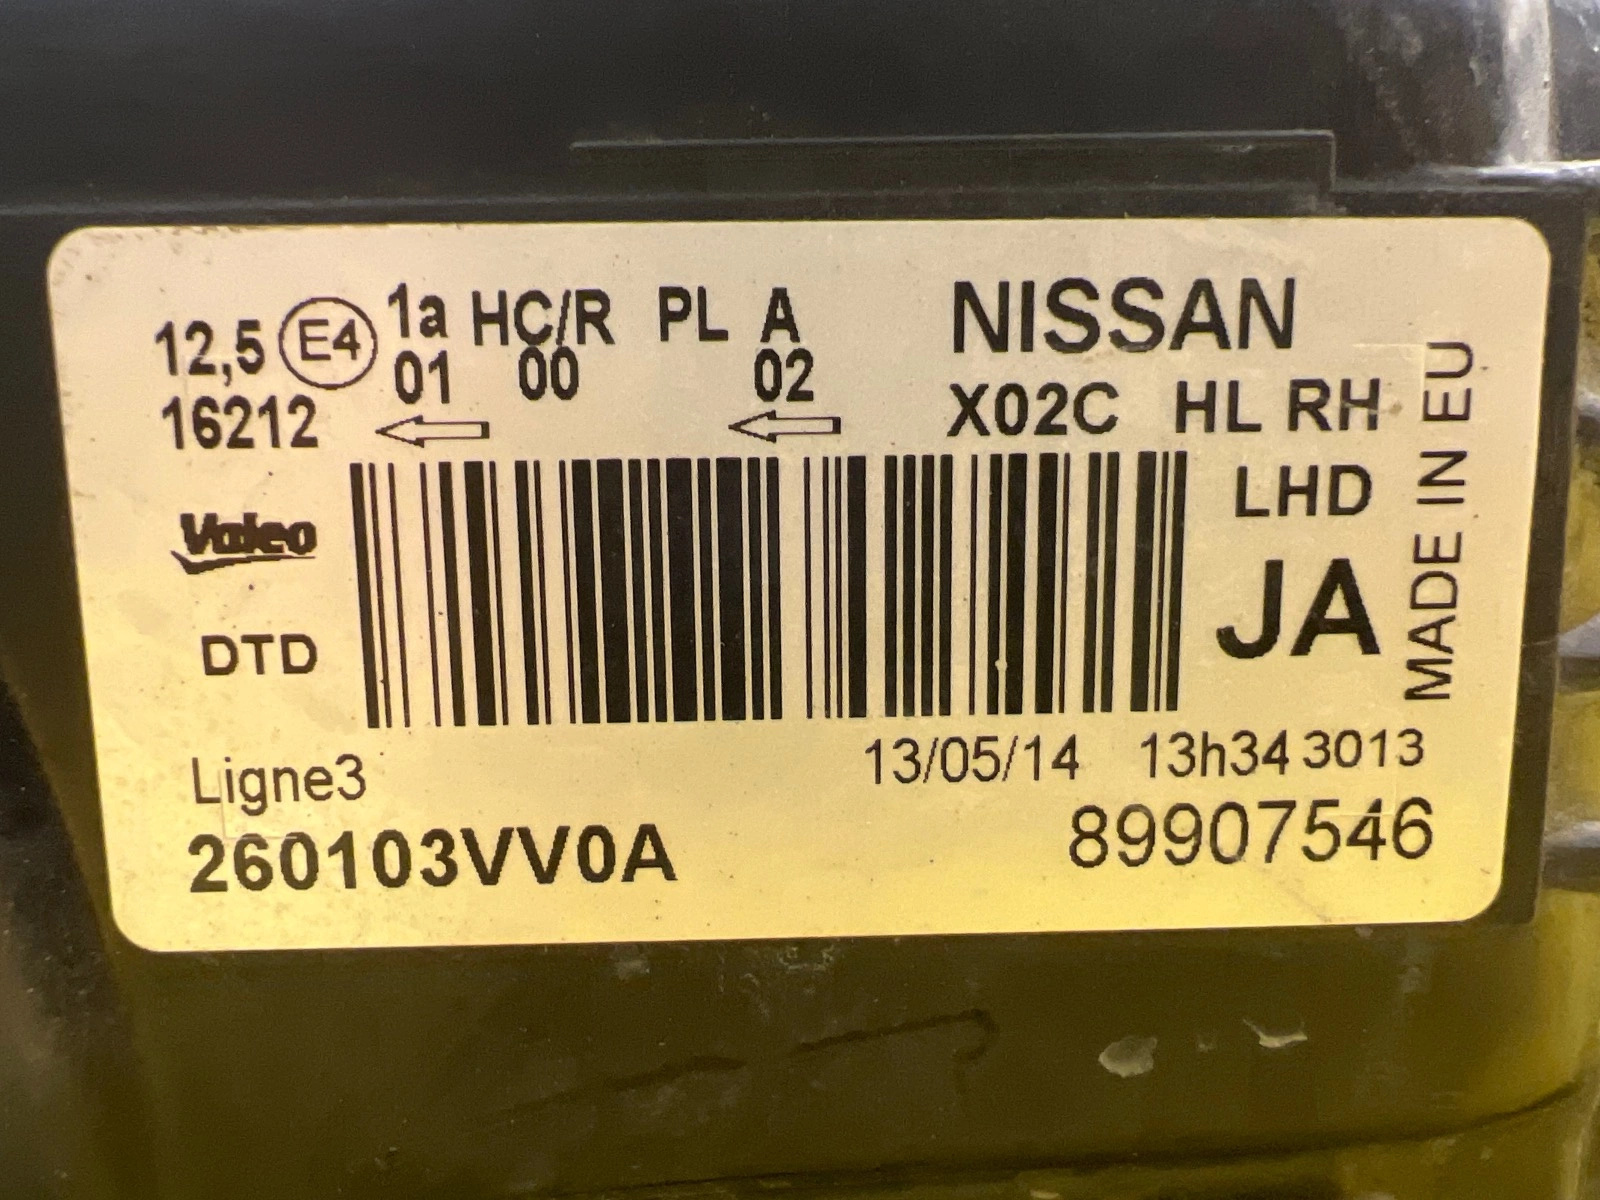 12,5 E4 1a HC/R PL A NISSAN
16212 01 00 02 X02C HL RH
LHD
Valeo
JA
DTD
MADE IN EU
13/05/14 13h34 3013
Ligne3
260103VV0A 89907546